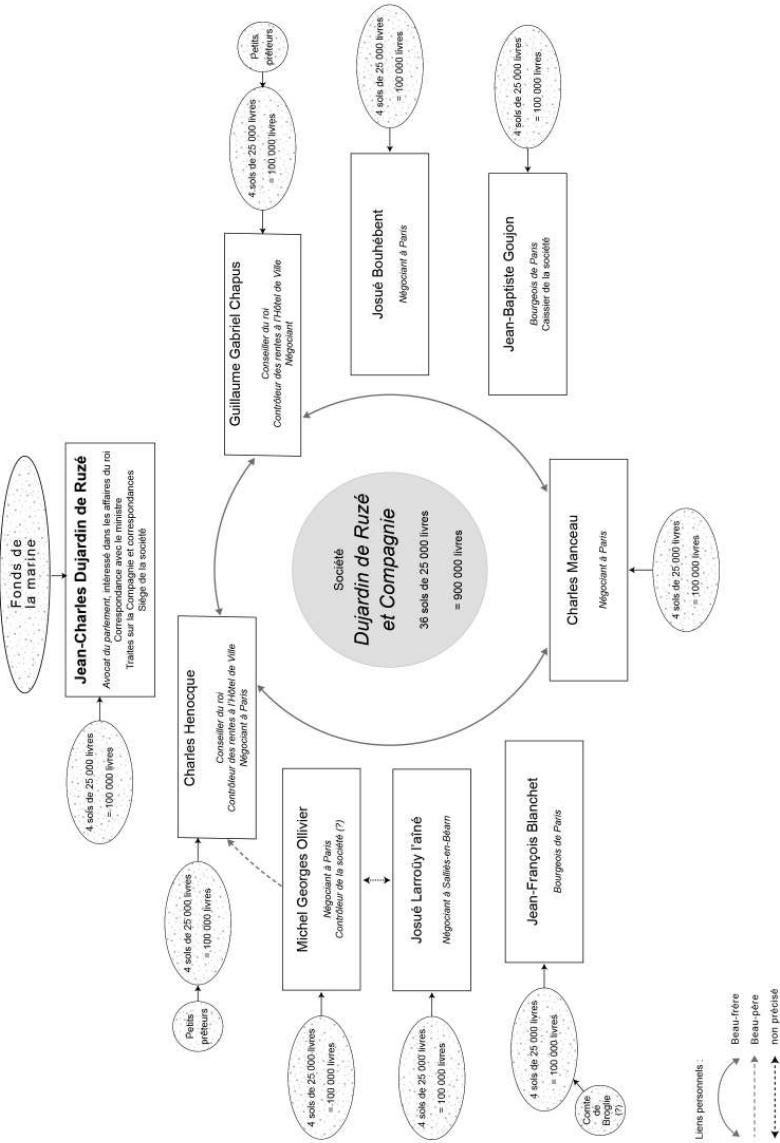 Fonds de
la marine
4 sols de 25 000 livres
= 100 000 livres
Jean-Charles Dujardin de Ruzé
Avocat du parlement, intéressé dans les affaires du roi
Correspondance avec le ministre
Traites sur la Compagnie et correspondances
Siège de la société
Petits
prêteurs
4 sols de 25 000 livres
= 100 000 livres
Charles Henocque
Conseiller du roi
Contrôleur des rentes à l'Hôtel de Ville
Négociant à Paris
Guillaume Gabriel Chapus
Conseiller du roi
Contrôleur des rentes à l'Hôtel de Ville
Négociant
4 sols de 25 000 livres
= 100 000 livres
Petits
prêteurs
4 sols de 25 000 livres
= 100 000 livres
Michel Georges Ollivier
Négociant à Paris
Contrôleur de la société (?)
Société
Dujardin de Ruzé
et Compagnie
36 sols de 25 000 livres
= 900 000 livres
Josué Bouhébent
Négociant à Paris
4 sols de 25 000 livres
= 100 000 livres
4 sols de 25 000 livres
= 100 000 livres
Josué Larroûy l'aîné
Négociant à Salliès-en-Béarn
Jean-Baptiste Goujon
Bourgeois de Paris
Caissier de la société
4 sols de 25 000 livres
= 100 000 livres
4 sols de 25 000 livres
= 100 000 livres
Comte
de
Broglie
(?)
Jean-François Blanchet
Bourgeois de Paris
Charles Manceau
Négociant à Paris
4 sols de 25 000 livres
= 100 000 livres
Liens personnels :
Beau-frère
Beau-père
non précisé